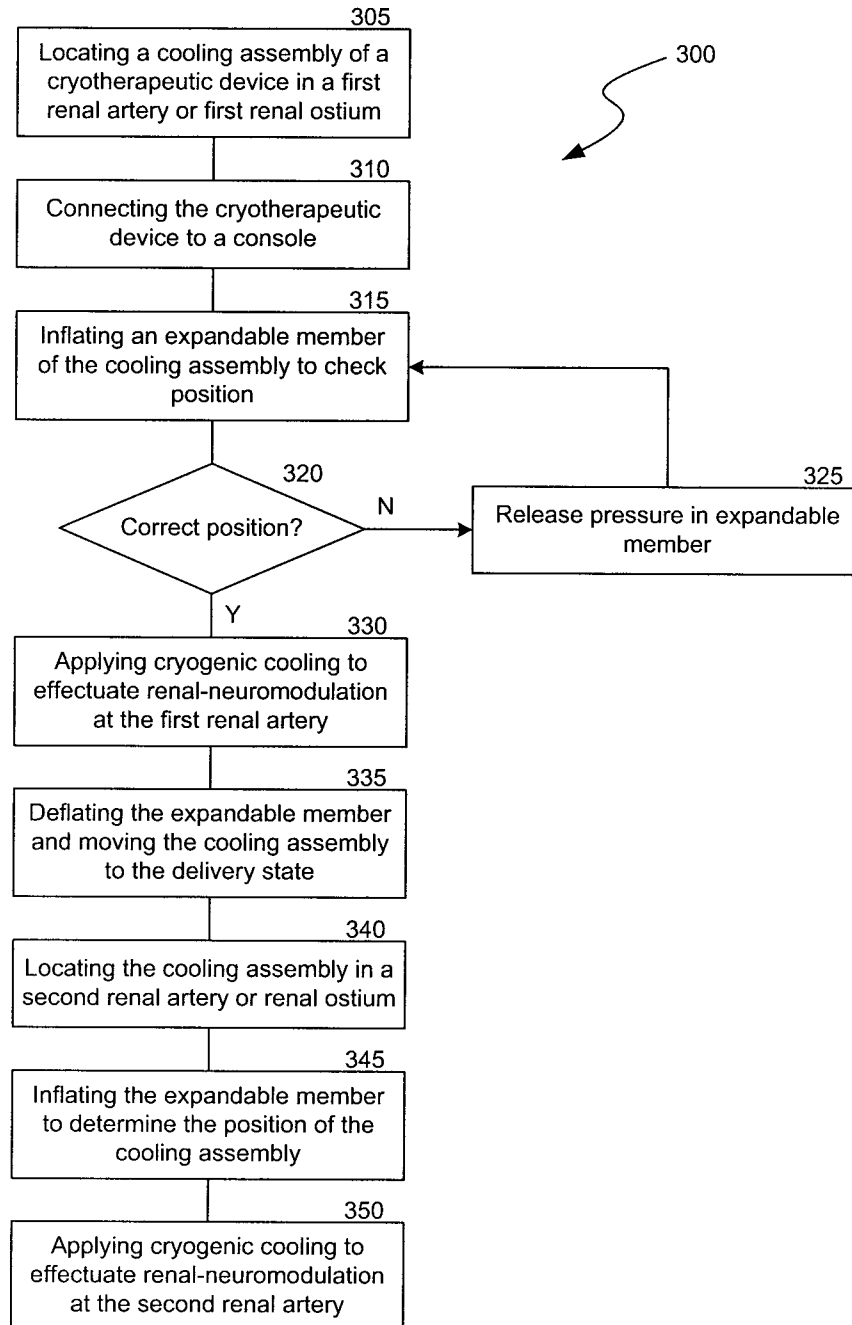 305
Locating a cooling assembly of a
cryotherapeutic device in a first
renal artery or first renal ostium
300
310
Connecting the cryotherapeutic
device to a console
315
Inflating an expandable member
of the cooling assembly to check
position
320
Correct position?
N
325
Release pressure in expandable
member
Y
330
Applying cryogenic cooling to
effectuate renal-neuromodulation
at the first renal artery
335
Deflating the expandable member
and moving the cooling assembly
to the delivery state
340
Locating the cooling assembly in a
second renal artery or renal ostium
345
Inflating the expandable member
to determine the position of the
cooling assembly
350
Applying cryogenic cooling to
effectuate renal-neuromodulation
at the second renal artery